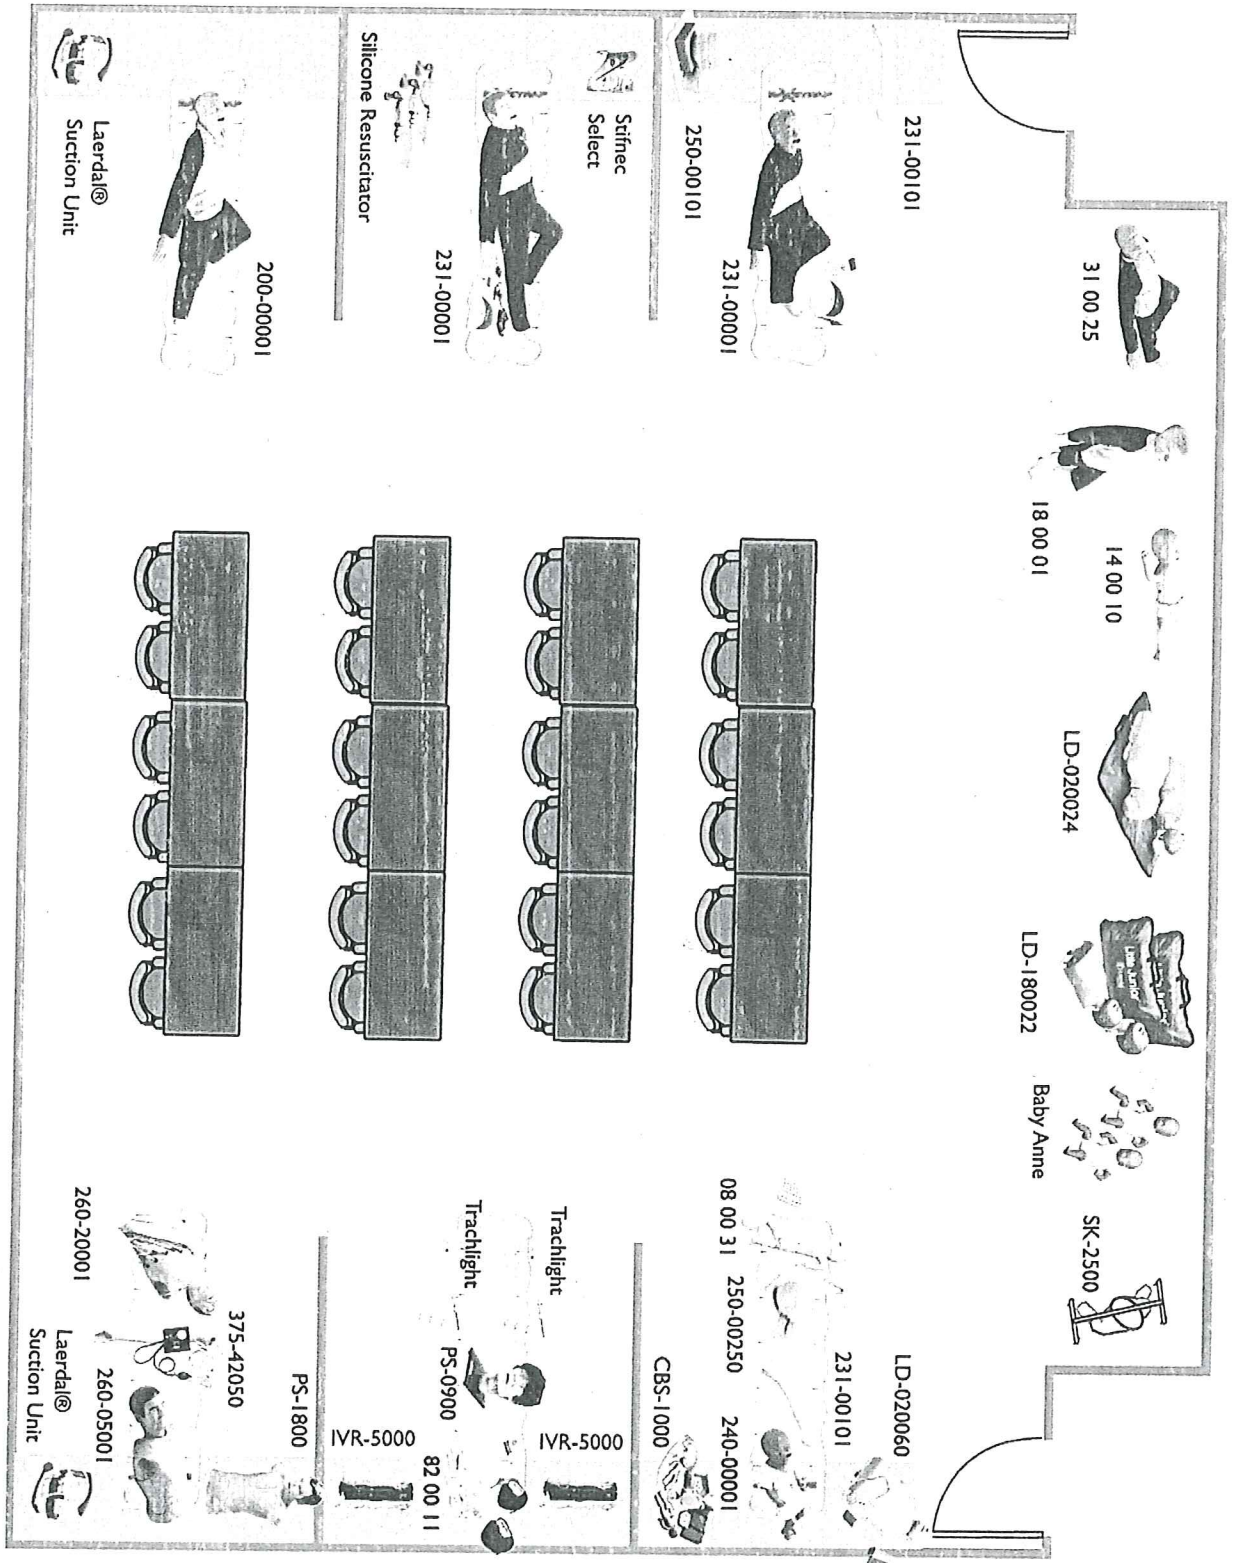 Laerdal®
Suction Unit
200-00001
Silicone Resuscitator
Stifnec
Select
231-00001
250-00101
231-00101
231-00001
31 00 25
18 00 01
14 00 10
LD-020024
LD-180022
Baby Anne
SK-2500
LD-020060
231-00101
08 00 31
250-00250
240-00001
CBS-1000
Trachlight
Trachlight
PS-0900
IVR-5000
IVR-5000
82 00 11
PS-1800
375-42050
260-20001
260-05001
Laerdal®
Suction Unit